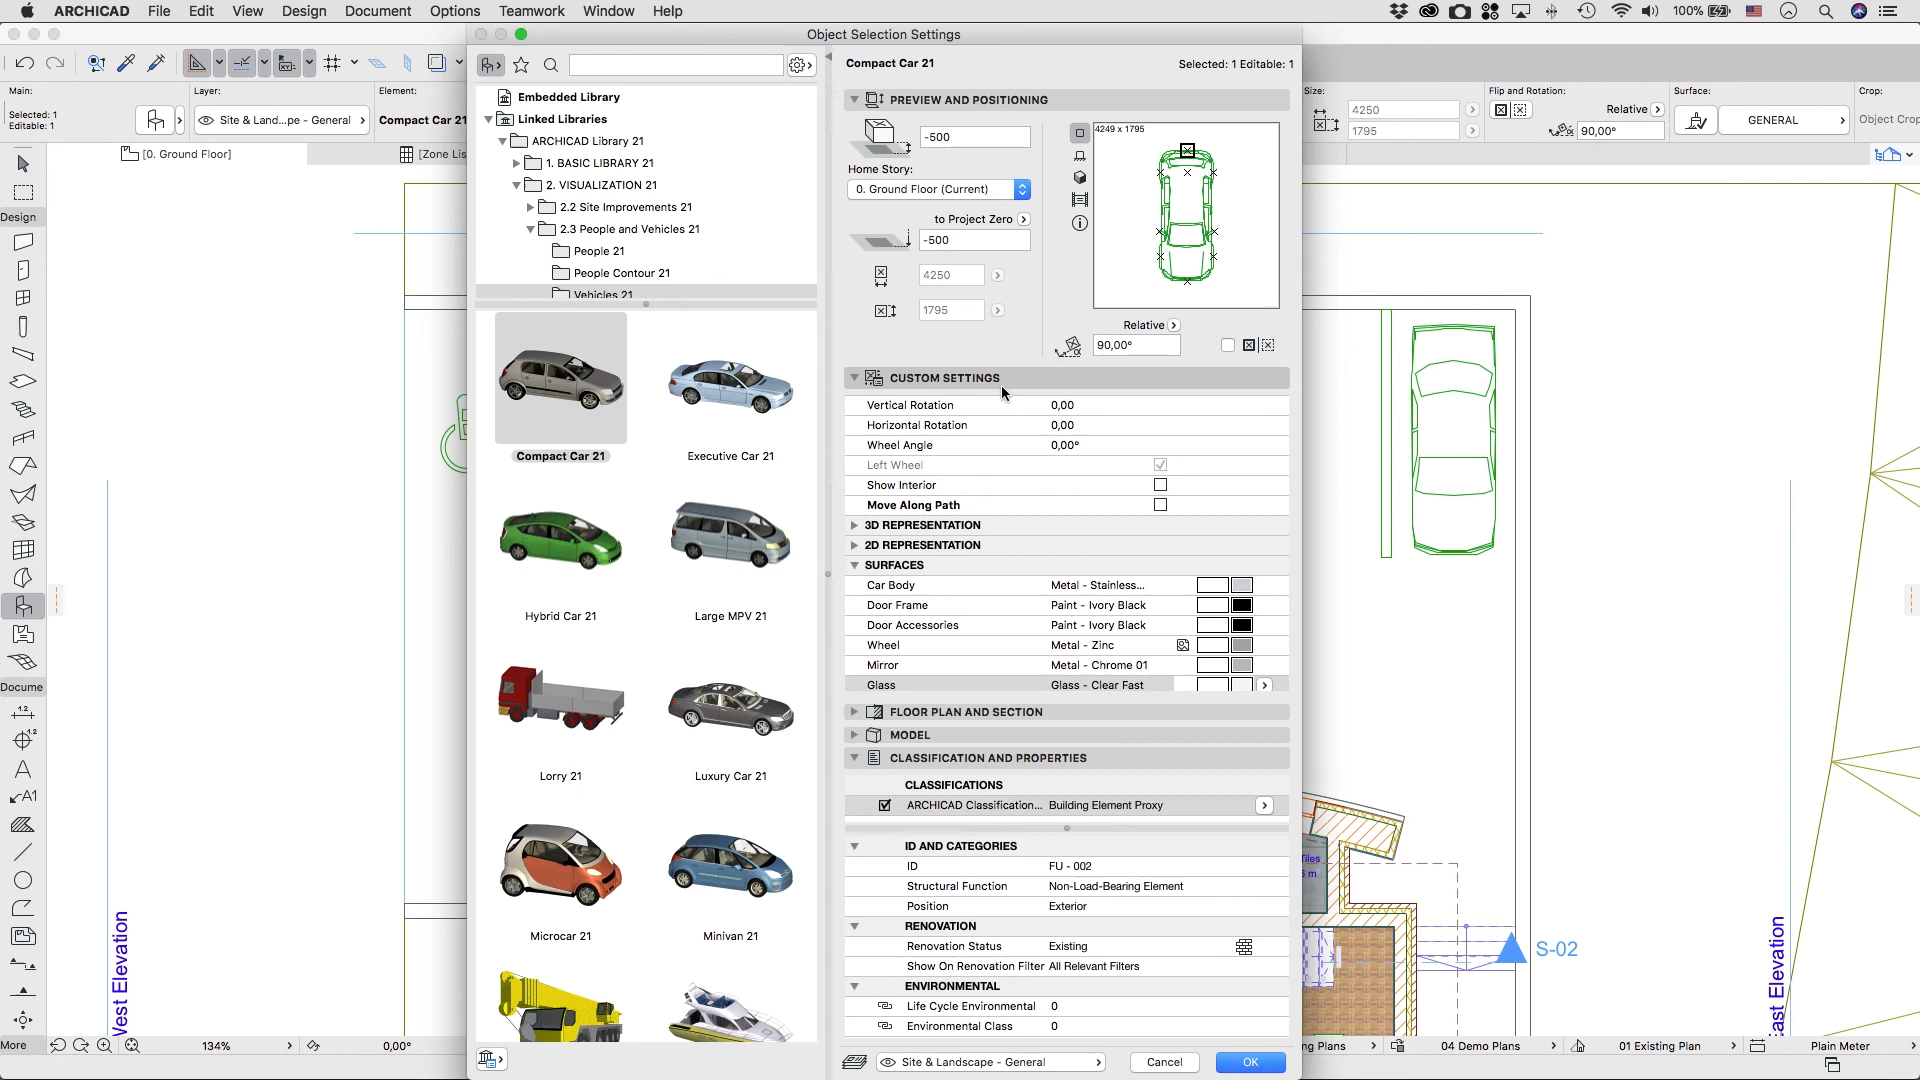 ARCHICAD File Edit View Design Document Options Teamwork Window Help
100%
Object Selection Settings
Main:
Selected: 1
Editable: 1
Layer:
Site & Land...pe - General
Element:
Compact Car 21
Size:
4250
1795
Flip and Rotation:
Relative
90,00°
Surface:
GENERAL
Crop:
Object Crop
[0. Ground Floor]
[Zone Lis
Design
Docume
More
Embedded Library
Linked Libraries
ARCHICAD Library 21
1. BASIC LIBRARY 21
2. VISUALIZATION 21
2.2 Site Improvements 21
2.3 People and Vehicles 21
People 21
People Contour 21
Vehicles 21
Compact Car 21
Executive Car 21
Hybrid Car 21
Large MPV 21
Lorry 21
Luxury Car 21
Microcar 21
Minivan 21
Compact Car 21
Selected: 1 Editable: 1
PREVIEW AND POSITIONING
-500
Home Story:
0. Ground Floor (Current)
to Project Zero
-500
4250
1795
4249 x 1795
Relative
90,00°
CUSTOM SETTINGS
Vertical Rotation 0,00
Horizontal Rotation 0,00
Wheel Angle 0,00°
Left Wheel
Show Interior
Move Along Path
3D REPRESENTATION
2D REPRESENTATION
SURFACES
Car Body Metal - Stainless...
Door Frame Paint - Ivory Black
Door Accessories Paint - Ivory Black
Wheel Metal - Zinc
Mirror Metal - Chrome 01
Glass Glass - Clear Fast
FLOOR PLAN AND SECTION
MODEL
CLASSIFICATION AND PROPERTIES
CLASSIFICATIONS
ARCHICAD Classification... Building Element Proxy
ID AND CATEGORIES
ID FU - 002
Structural Function Non-Load-Bearing Element
Position Exterior
RENOVATION
Renovation Status Existing
Show On Renovation Filter All Relevant Filters
ENVIRONMENTAL
Life Cycle Environmental 0
Environmental Class 0
Site & Landscape - General
Cancel
OK
West Elevation
East Elevation
S-02
Tiles
134%
0,00°
ng Plans
04 Demo Plans
01 Existing Plan
Plain Meter